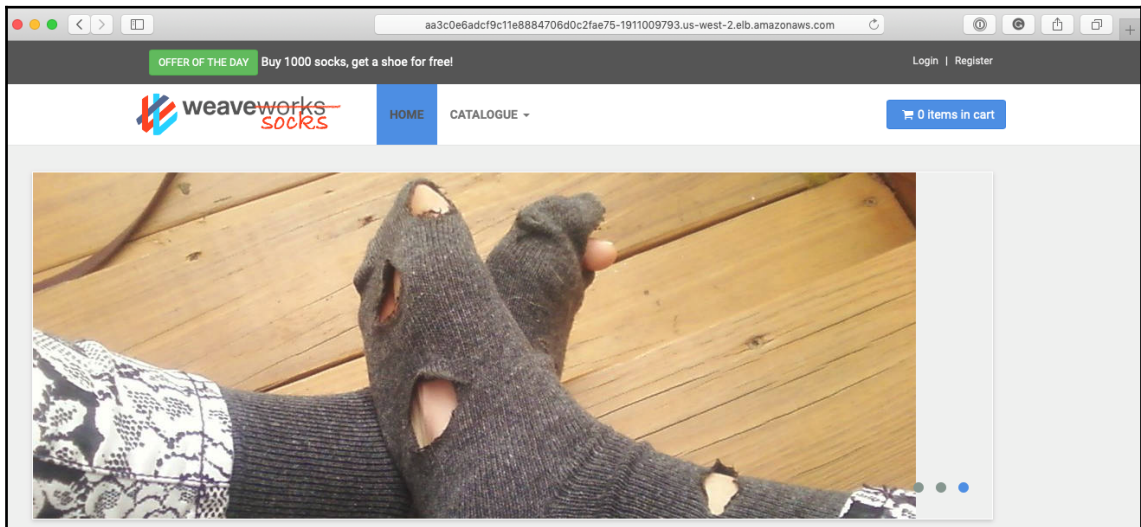 aa3c0e6adcf9c11e8884706d0c2fae75-1911009793.us-west-2.elb.amazonaws.com
OFFER OF THE DAY Buy 1000 socks, get a shoe for free!
Login | Register
weaveworks
socks
HOME
CATALOGUE
0 items in cart